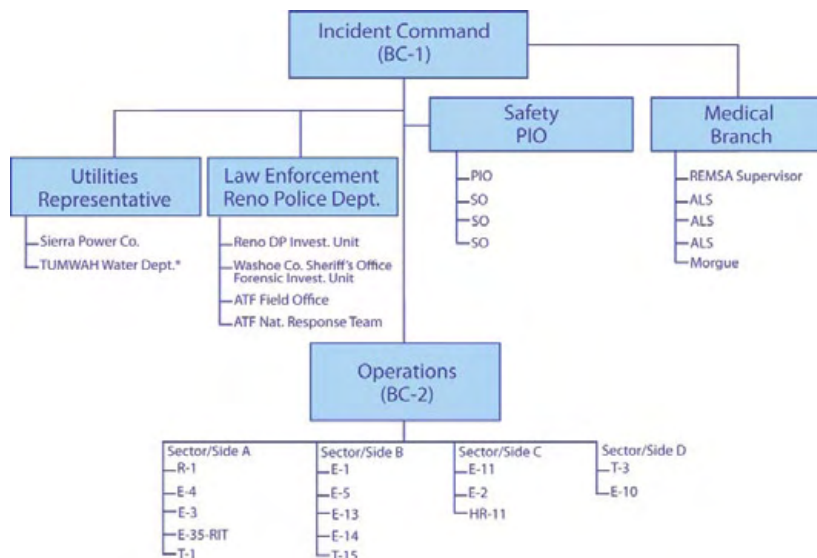 Incident Command
(BC-1)
Safety
PIO
Medical
Branch
Utilities
Representative
Law Enforcement
Reno Police Dept.
PIO
SO
SO
SO
REMSA Supervisor
ALS
ALS
ALS
Morgue
Sierra Power Co.
TUMWAH Water Dept.*
Reno DP Invest. Unit
Washoe Co. Sheriff's Office
Forensic Invest. Unit
ATF Field Office
ATF Nat. Response Team
Operations
(BC-2)
Sector/Side A
R-1
E-4
E-3
E-35-RIT
T-1
Sector/Side B
E-1
E-5
E-13
E-14
T-15
Sector/Side C
E-11
E-2
HR-11
Sector/Side D
T-3
E-10